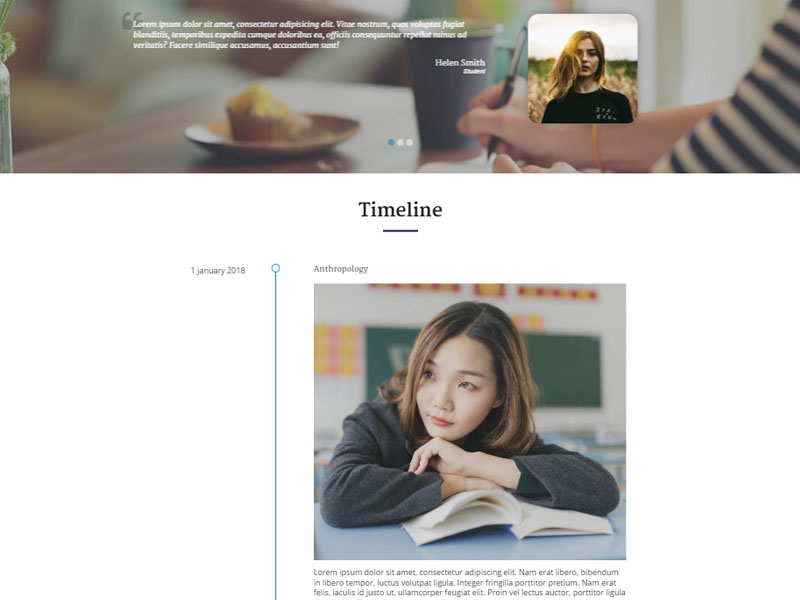 Lorem ipsum dolor sit amet, consectetur adipisicing elit. Vitae nostrum, quam voluptas fugiat
blanditiis, temporibus expedita cumque doloribus ea, officiis consequuntur repellat minus ad
veritatis? Facere similique accusamus, accusantium sunt!
Helen Smith
Student
Timeline
1 january 2018
Anthropology
Lorem ipsum dolor sit amet, consectetur adipiscing elit. Nam erat libero, bibendum
in libero tempor, luctus volutpat ligula. Integer fringilla porttitor pretium. Nam erat
felis, iaculis id justo ut, ullamcorper feugiat elit. Proin vel lectus auctor, porttitor ligula